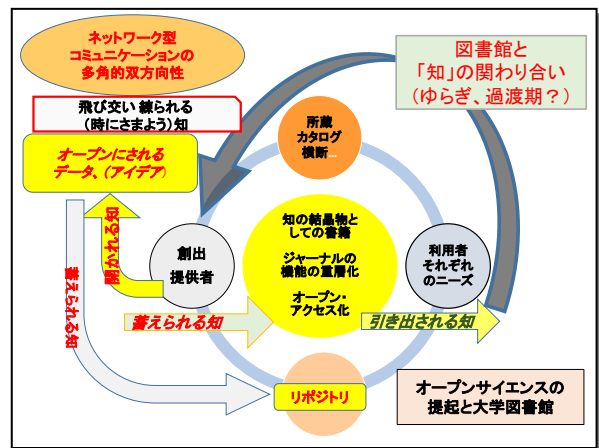 ネットワーク型
コミュニケーションの
多角的双方向性
飛び交い 練られる
(時にさまよう)知
オープンにされる
データ、(アイデア)
図書館と
「知」の関わり合い
(ゆらぎ、過渡期?)
所蔵
カタログ
横断…
開かれる知
創出
提供者
知の結晶物と
しての書籍
ジャーナルの
機能の重層化
オープン・
アクセス化
利用者
それぞれ
のニーズ
蓄えられる知
蓄えられる知
引き出される知
リポジトリ
オープンサイエンスの
提起と大学図書館